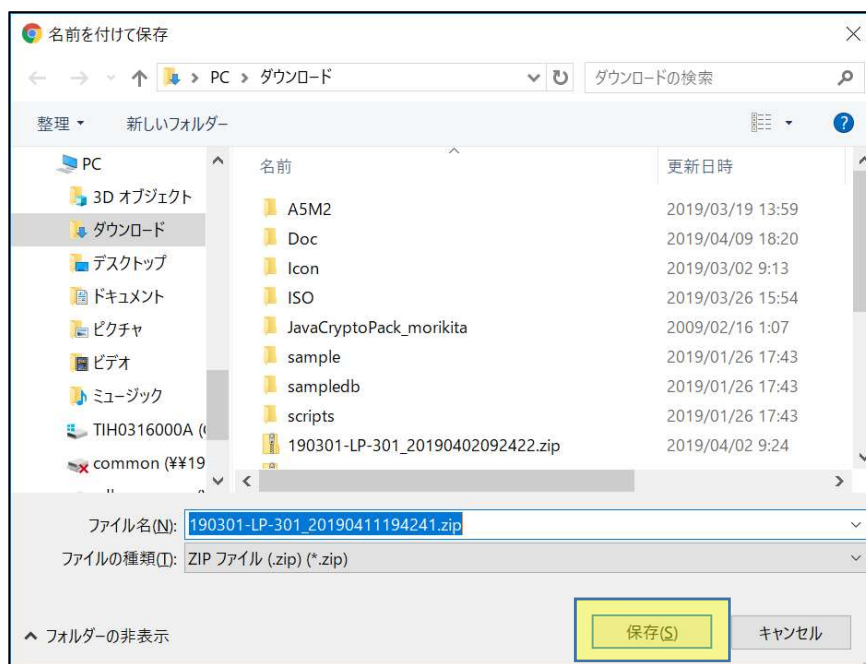 名前を付けて保存
PC > ダウンロード
ダウンロードの検索
整理
新しいフォルダー
名前
更新日時
PC
3D オブジェクト
ダウンロード
デスクトップ
ドキュメント
ピクチャ
ビデオ
ミュージック
TIH0316000A (
common (¥¥19
A5M2 2019/03/19 13:59
Doc 2019/04/09 18:20
Icon 2019/03/02 9:13
ISO 2019/03/26 15:54
JavaCryptoPack_morikita 2009/02/16 1:07
sample 2019/01/26 17:43
sampledb 2019/01/26 17:43
scripts 2019/01/26 17:43
190301-LP-301_20190402092422.zip 2019/04/02 9:24
ファイル名(N): 190301-LP-301_20190411194241.zip
ファイルの種類(T): ZIP ファイル (.zip) (*.zip)
フォルダーの非表示
保存(S)
キャンセル